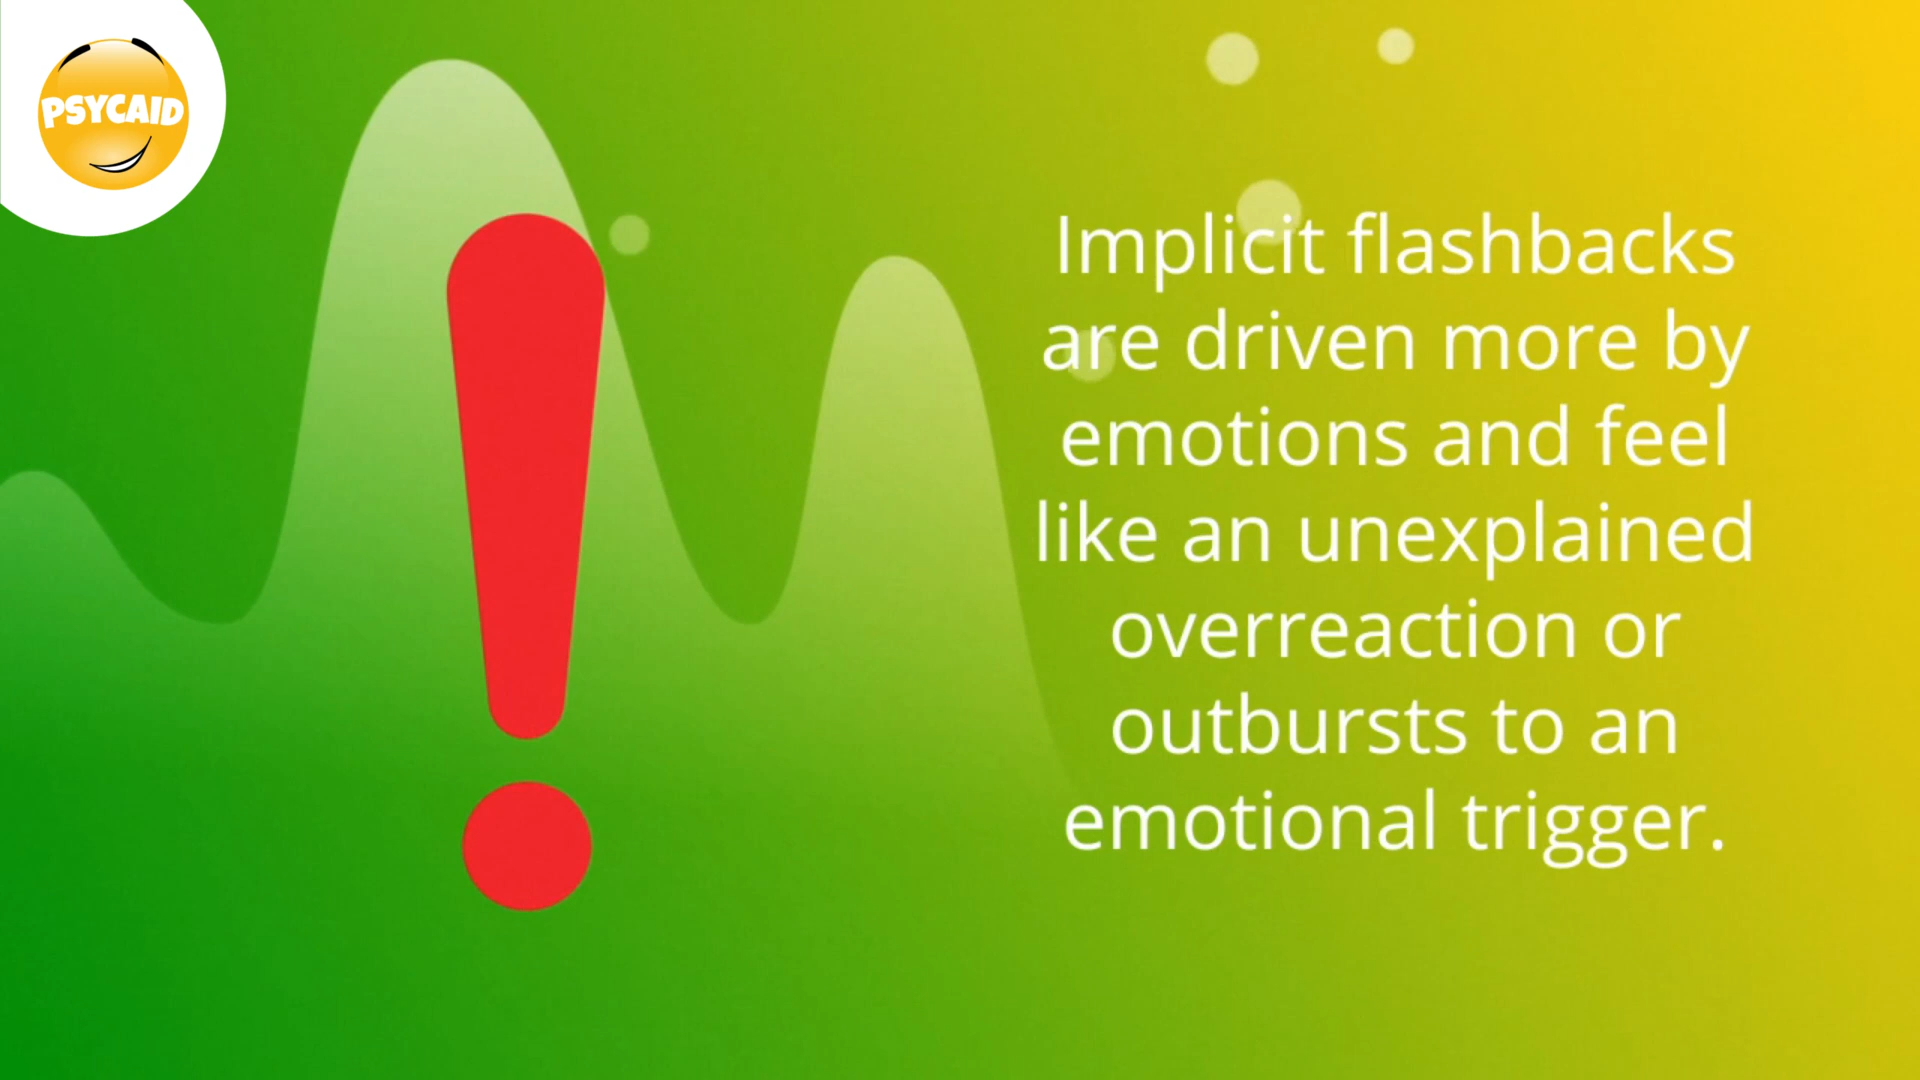 PSYCAID
Implicit flashbacks
are driven more by
emotions and feel
like an unexplained
overreaction or
outbursts to an
emotional trigger.